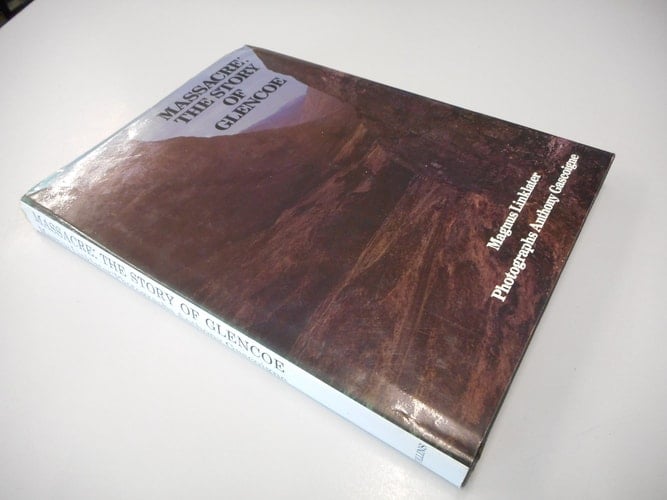 MASSACRE:
THE STORY
OF
GLENCOE
Magnus Linklater
Photographs Anthony Gascoigne
MASSACRE: THE STORY OF GLENCOE